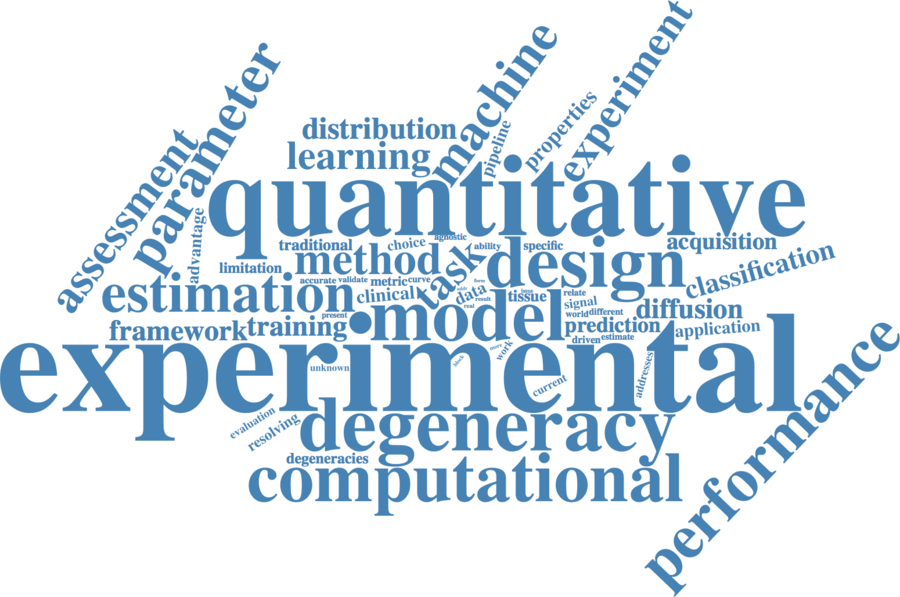 experiment
machine
parameter
properties
distribution
pipeline
assessment
learning
quantitative
advantage
traditional
choice
agnostic
ability
specific
acquisition
limitation
method
task
design
classification
accurate
validate
metric
curve
estimation
clinical
data
tissue
relate
signal
diffusion
present
model
world
different
framework
training
prediction
application
real
result
form
driven
estimate
experimental
unknown
work
current
addresses
performance
evaluation
resolving
degeneracy
degeneracies
computational